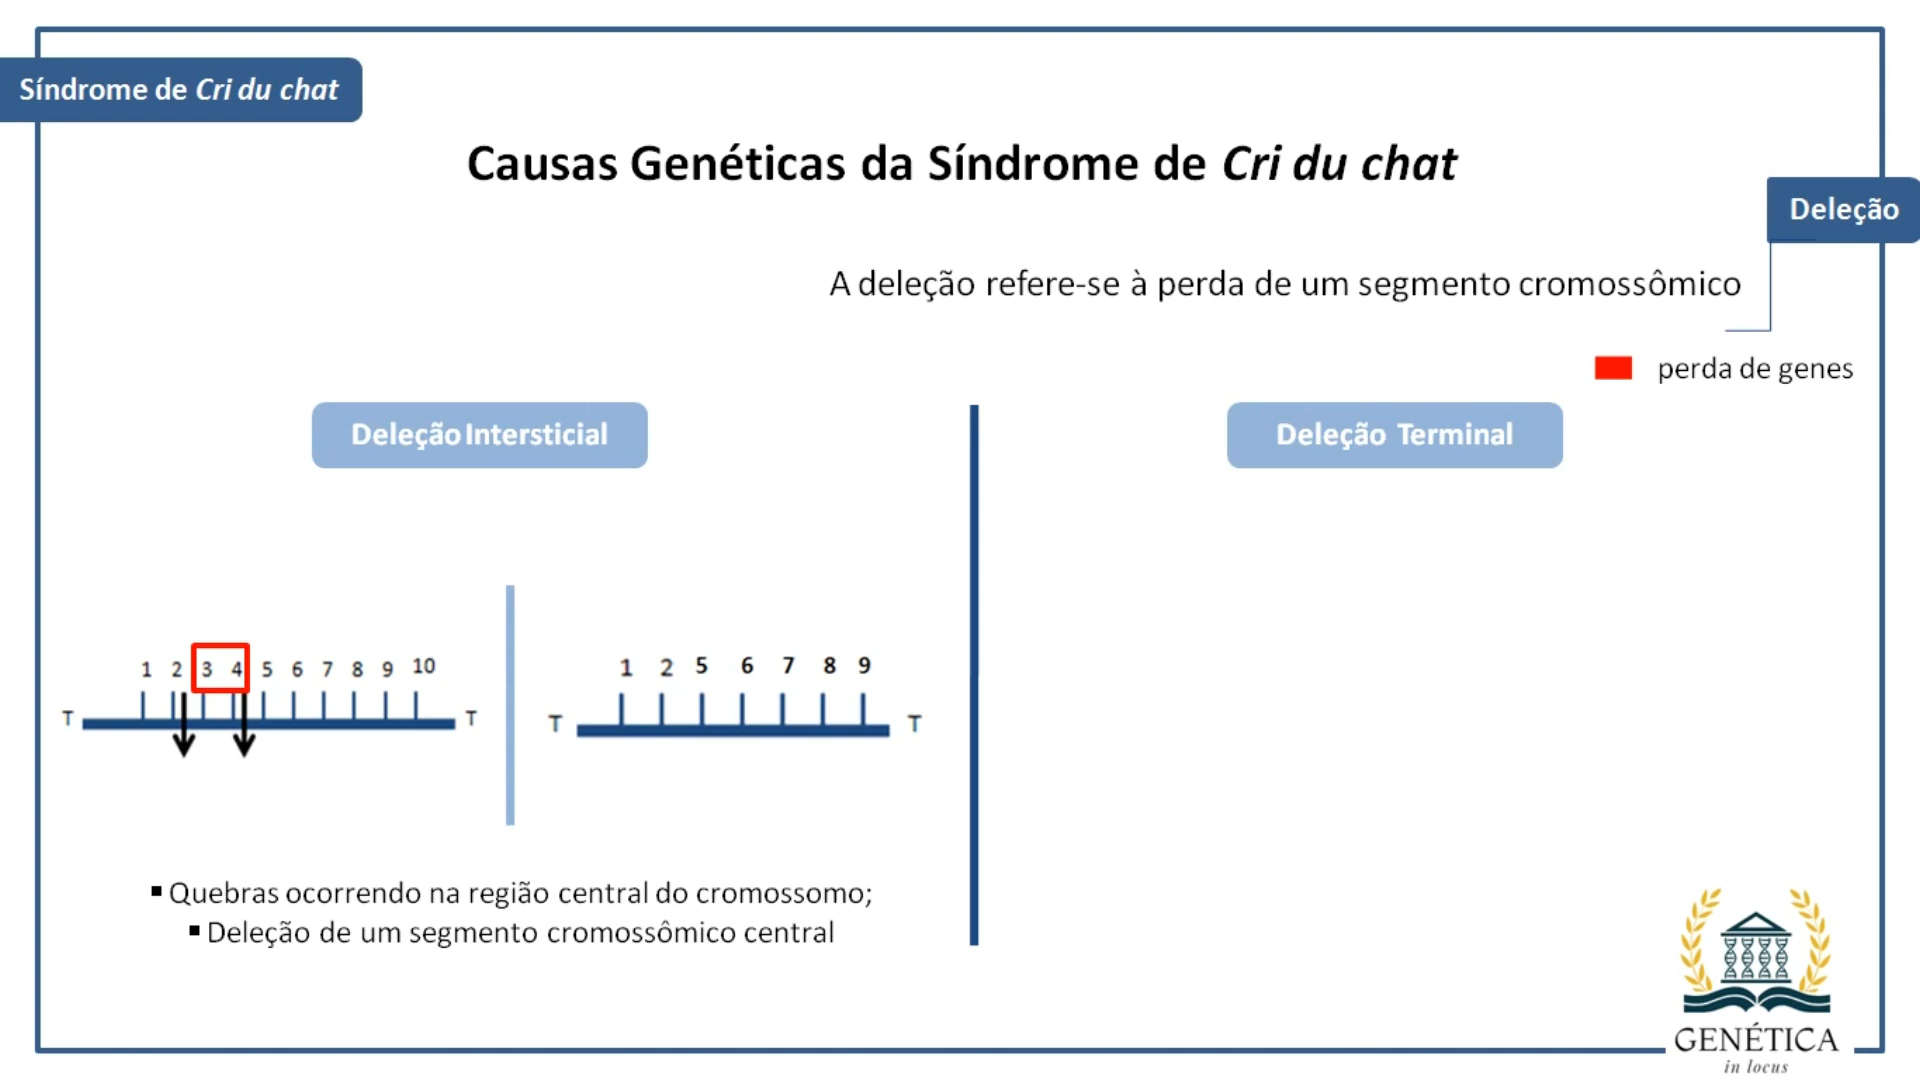 Síndrome de Cri du chat
Causas Genéticas da Síndrome de Cri du chat
Deleção
A deleção refere-se à perda de um segmento cromossômico
perda de genes
Deleção Intersticial
Deleção Terminal
1 2 3 4 5 6 7 8 9 10
T T
1 2 5 6 7 8 9
T T
▪ Quebras ocorrendo na região central do cromossomo;
▪ Deleção de um segmento cromossômico central
GENÉTICA
in locus